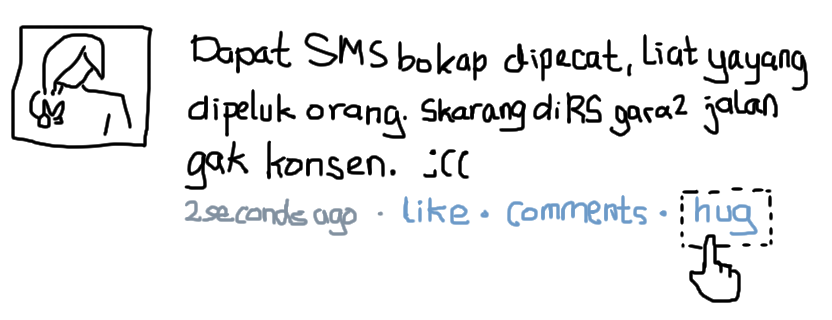 Dapat SMS bokap dipecat, Liat yayang
dipeluk orang. Skarang di RS gara2 jalan
gak konsen. ;((
2 seconds ago · like · comments · hug